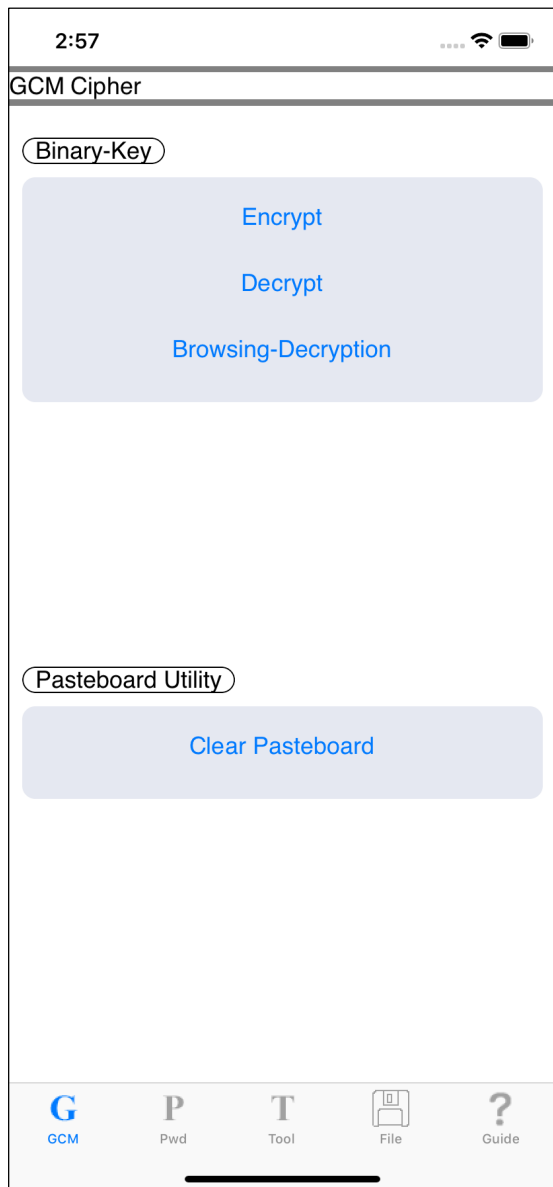 2:57
GCM Cipher
Binary-Key
Encrypt
Decrypt
Browsing-Decryption
Pasteboard Utility
Clear Pasteboard
G P T ?
GCM Pwd Tool File Guide